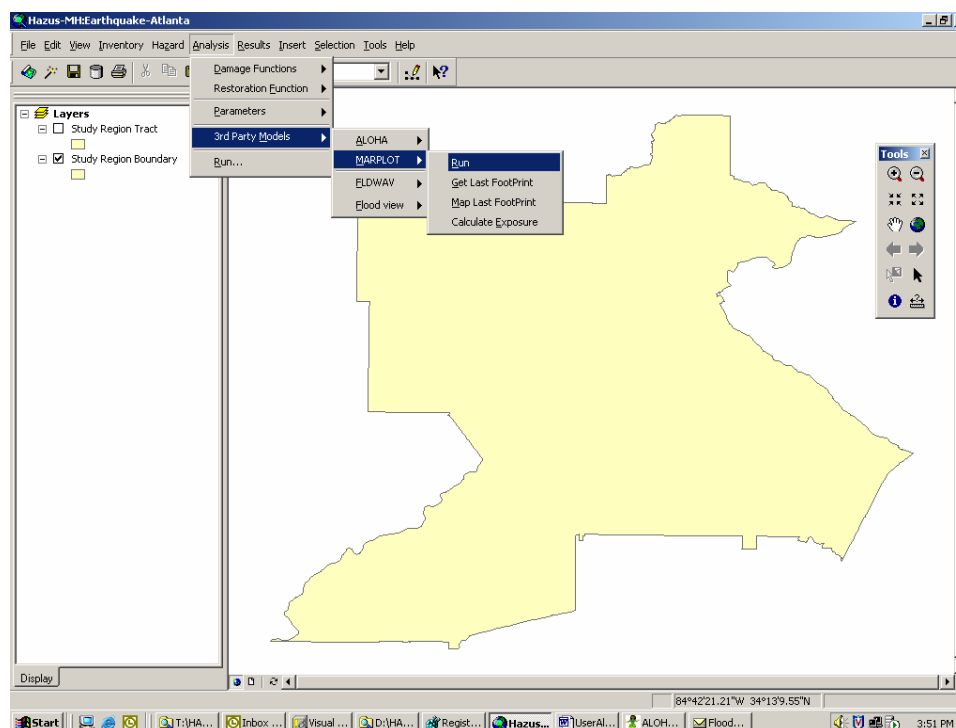 Hazus-MH:Earthquake-Atlanta
File Edit View Inventory Hazard Analysis Results Insert Selection Tools Help
Damage Functions
Restoration Function
Parameters
3rd Party Models
Run...
ALOHA
MARPLOT
FLDWAV
Flood view
Run
Get Last FootPrint
Map Last FootPrint
Calculate Exposure
Layers
Study Region Tract
Study Region Boundary
Tools
Display
84°42'21.21"W 34°13'9.55"N
Start T:\HA... Inbox ... Visual ... D:\HA... Regist... Hazus... UserAl... ALOH... Flood... 3:51 PM